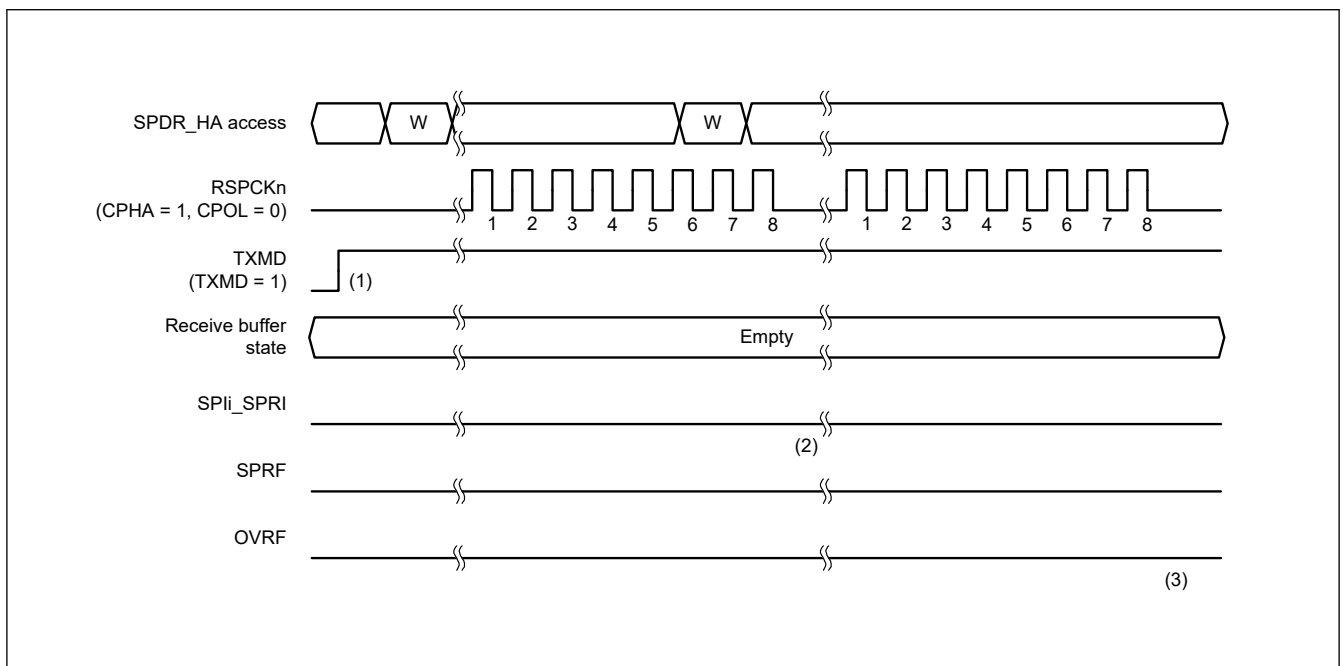 SPDR_HA access
W
W
RSPCKn
(CPHA = 1, CPOL = 0)
1 2 3 4 5 6 7 8
1 2 3 4 5 6 7 8
TXMD
(TXMD = 1)
(1)
Receive buffer
state
Empty
SPIi_SPRI
(2)
SPRF
OVRF
(3)